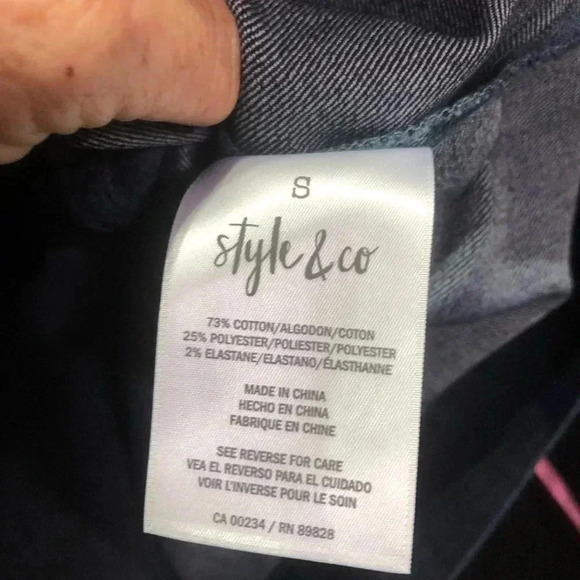 S
style & co
73% COTTON/ALGODON/COTON
25% POLYESTER/POLIESTER/POLYESTER
2% ELASTANE/ELASTANO/ÉLASTHANNE
MADE IN CHINA
HECHO EN CHINA
FABRIQUE EN CHINE
SEE REVERSE FOR CARE
VEA EL REVERSO PARA EL CUIDADO
VOIR L'INVERSE POUR LE SOIN
CA 00234 / RN 89828